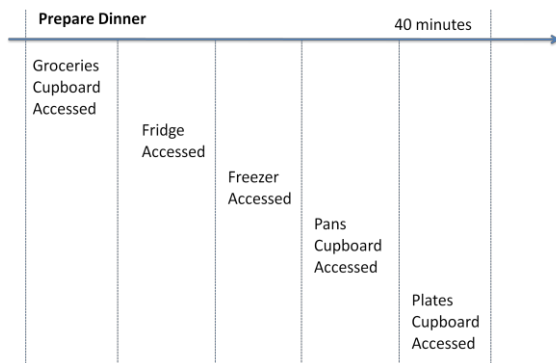 Prepare Dinner
40 minutes
Groceries
Cupboard
Accessed
Fridge
Accessed
Freezer
Accessed
Pans
Cupboard
Accessed
Plates
Cupboard
Accessed